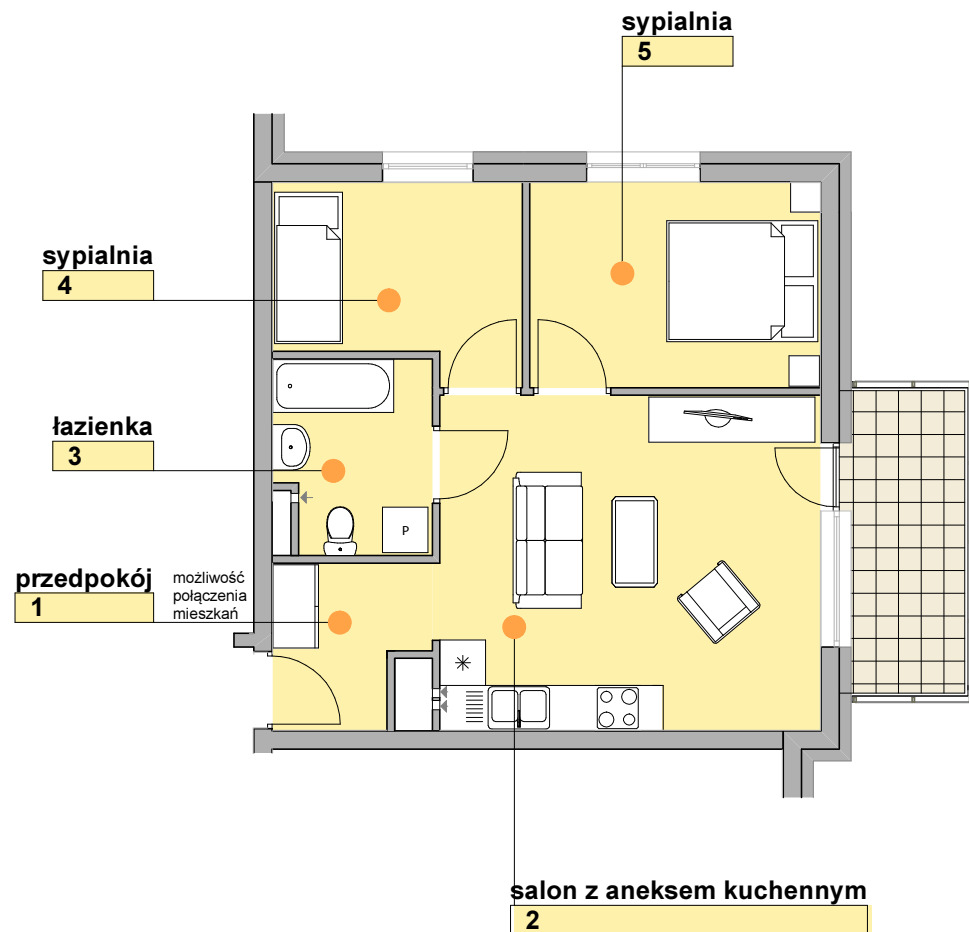 sypialnia
5
sypialnia
4
łazienka
3
P
przedpokój
1
możliwość
połączenia
mieszkań
salon z aneksem kuchennym
2